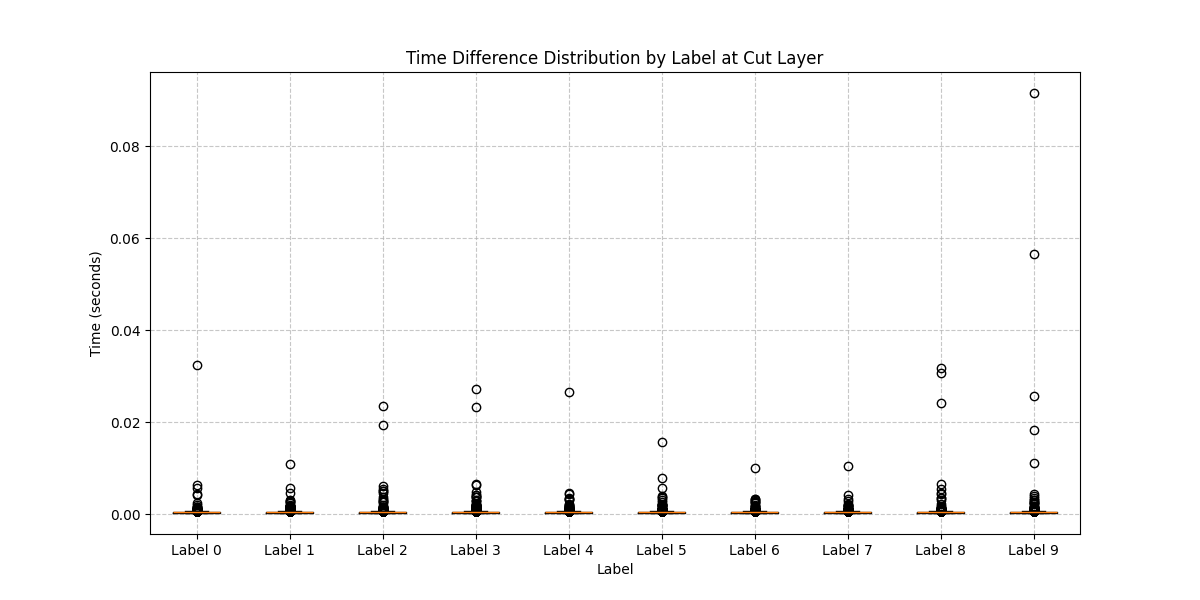 Time Difference Distribution by Label at Cut Layer
Time (seconds)
0.08
0.06
0.04
0.02
0.00
Label 0 Label 1 Label 2 Label 3 Label 4 Label 5 Label 6 Label 7 Label 8 Label 9
Label